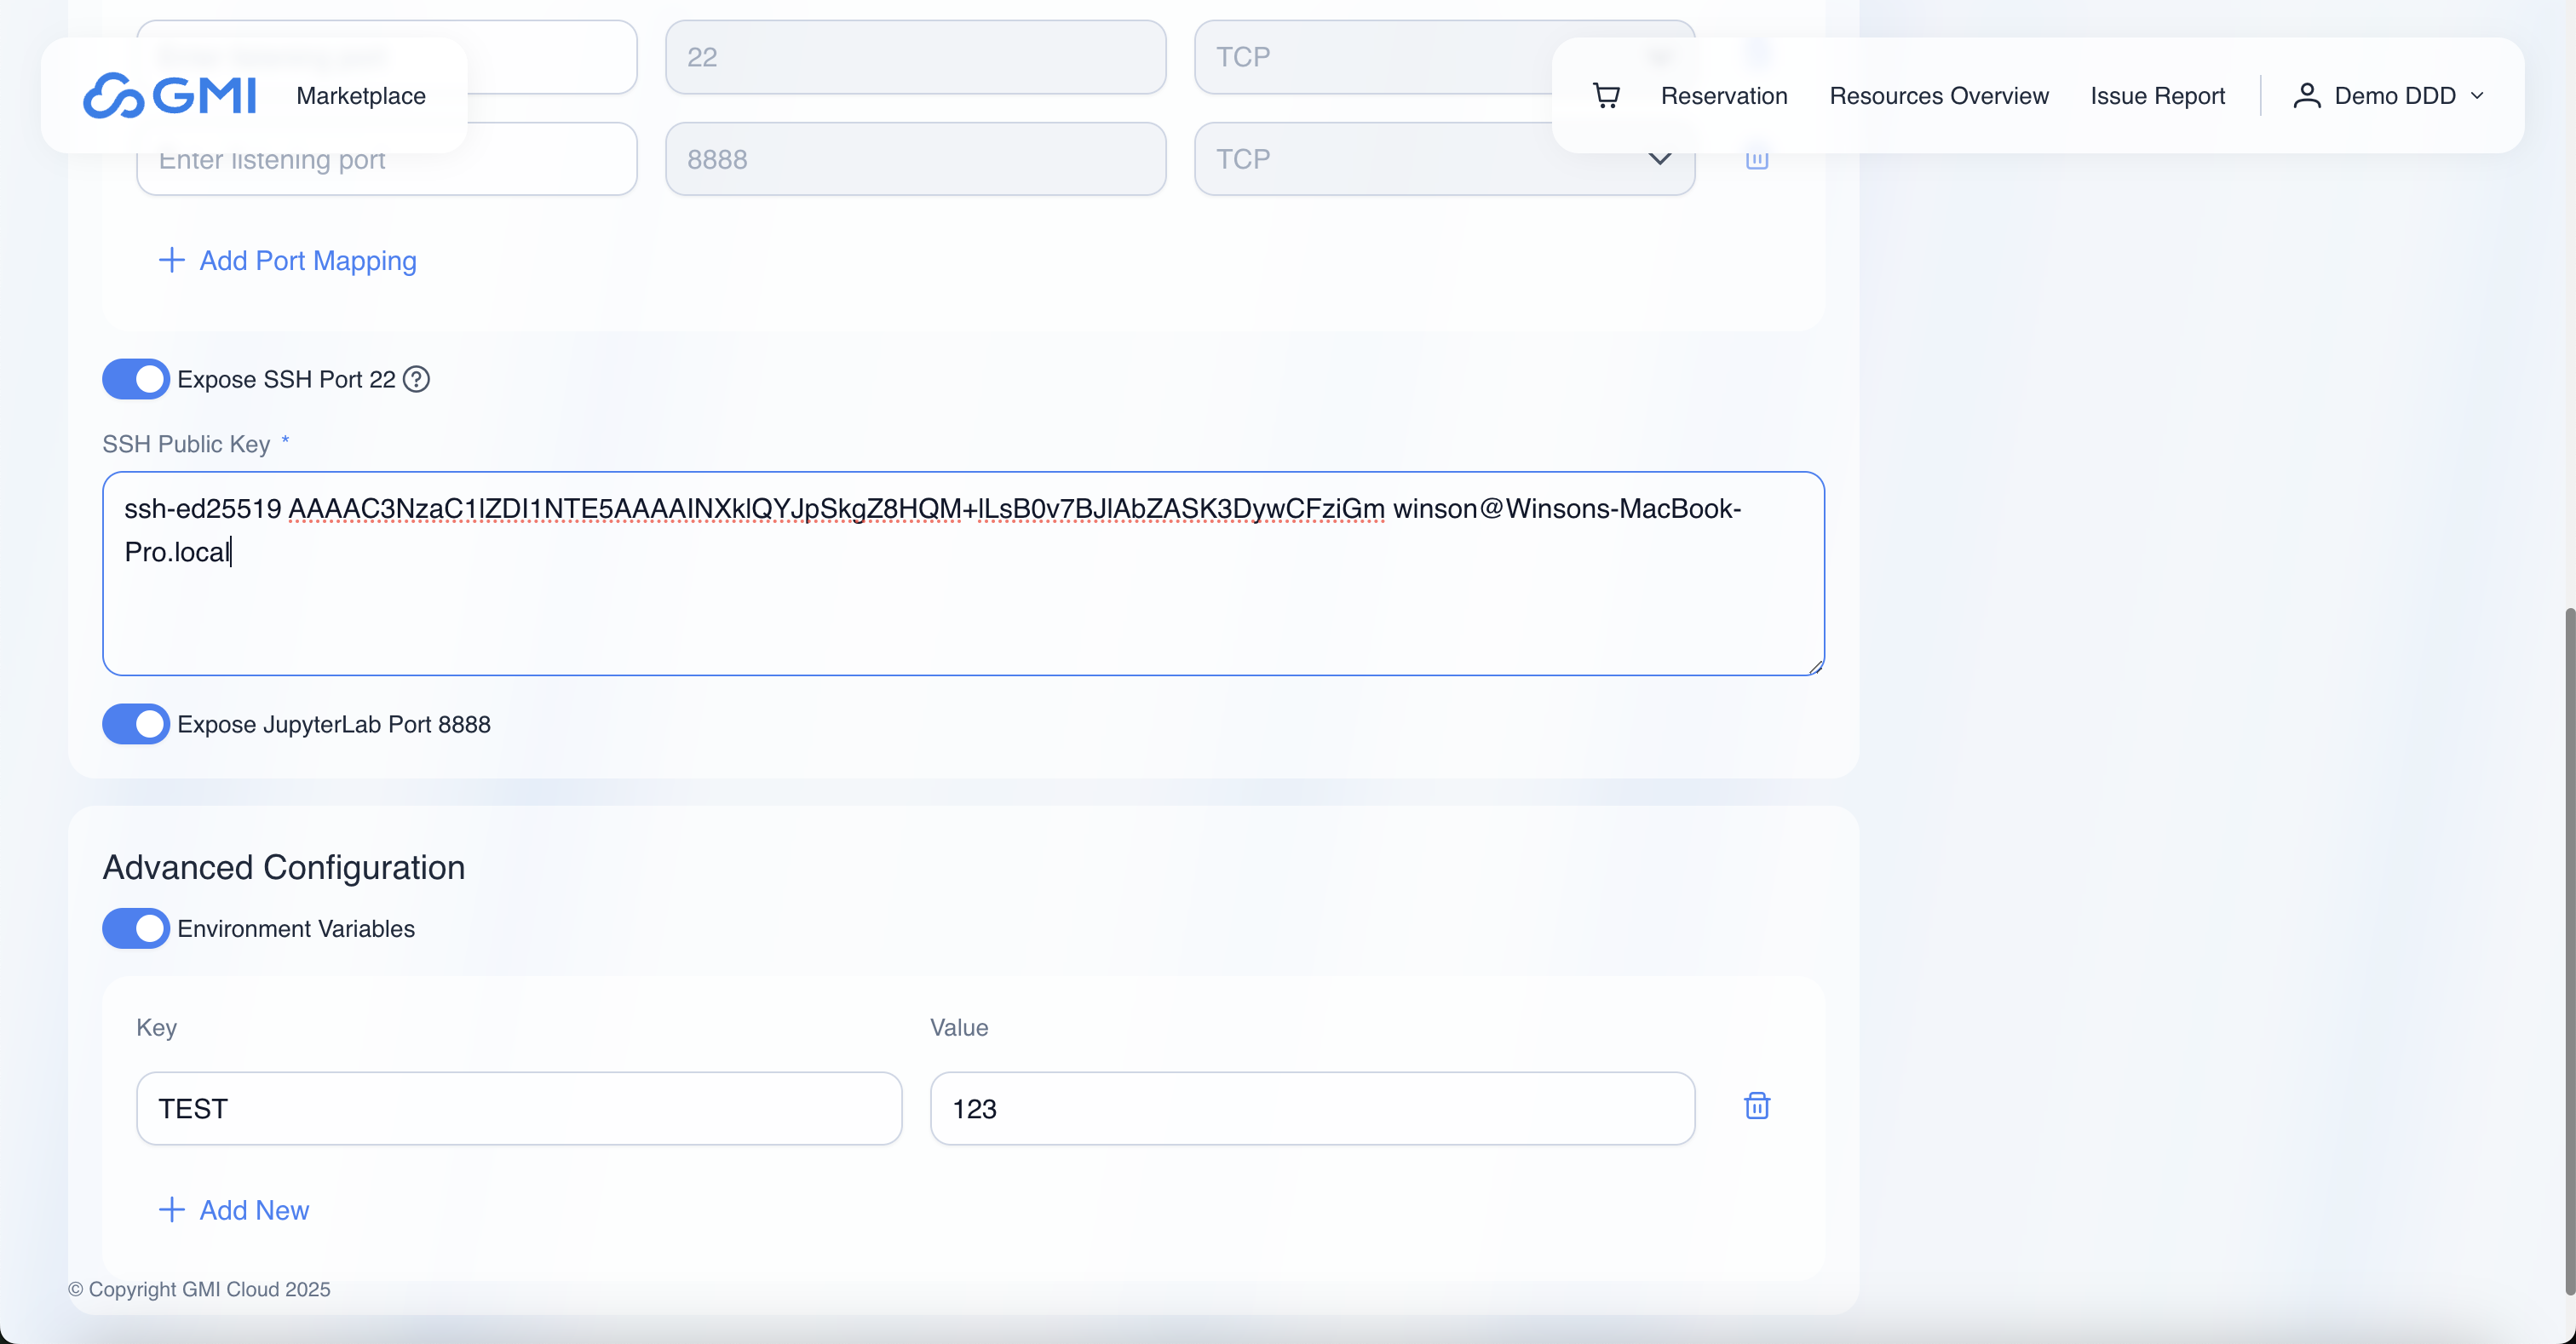 22
TCP
GMI
Marketplace
Reservation
Resources Overview
Issue Report
Demo DDD
Enter listening port
8888
TCP
Add Port Mapping
Expose SSH Port 22
SSH Public Key *
ssh-ed25519 AAAAC3NzaC1lZDI1NTE5AAAAINXklQYJpSkgZ8HQM+lLsB0v7BJlAbZASK3DywCFziGm winson@Winsons-MacBook-
Pro.local
Expose JupyterLab Port 8888
Advanced Configuration
Environment Variables
Key
Value
TEST
123
Add New
© Copyright GMI Cloud 2025